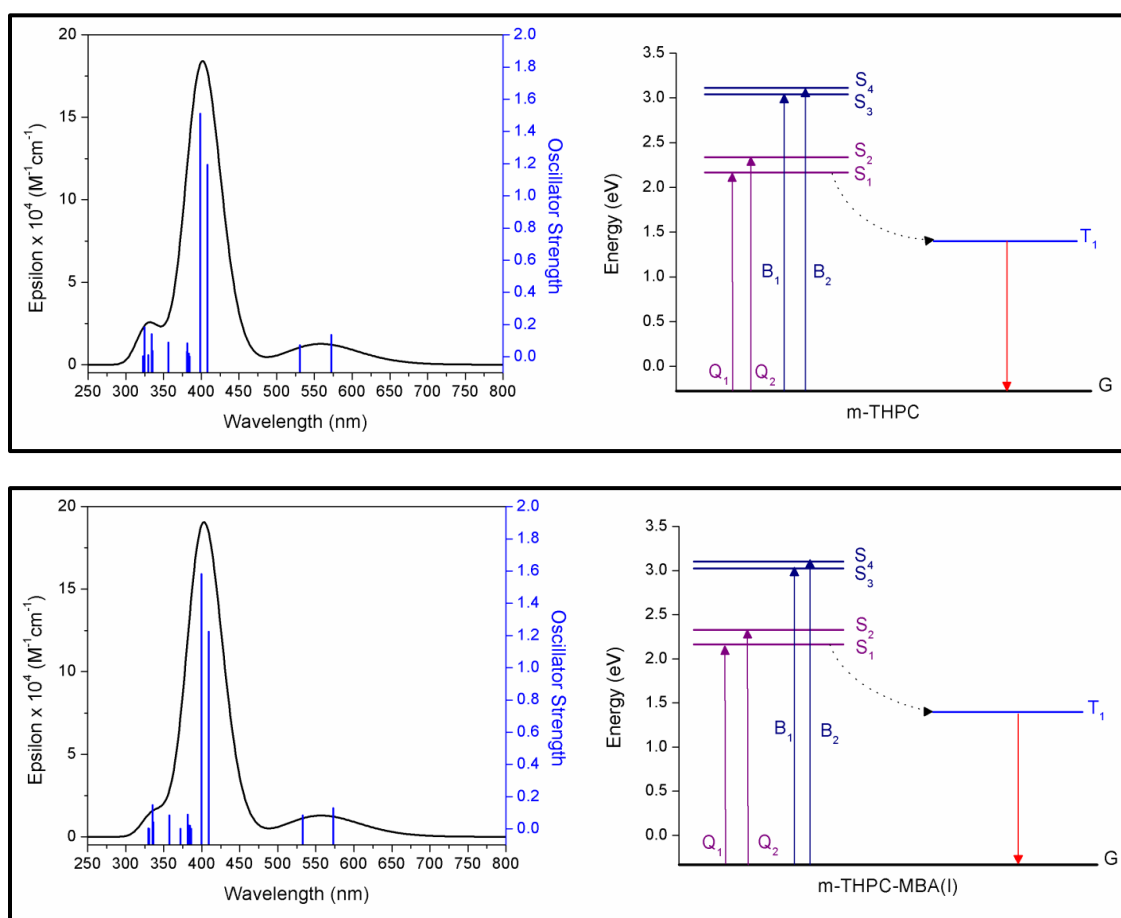 20
15
10
5
0
Epsilon x 10⁴ (M⁻¹cm⁻¹)
250 300 350 400 450 500 550 600 650 700 750 800
Wavelength (nm)
2.0
1.8
1.6
1.4
1.2
1.0
0.8
0.6
0.4
0.2
0.0
Oscillator Strength
3.5
3.0
2.5
2.0
1.5
1.0
0.5
0.0
Energy (eV)
S₄
S₃
S₂
S₁
T₁
B₁ B₂
Q₁ Q₂
G
m-THPC
20
15
10
5
0
Epsilon x 10⁴ (M⁻¹cm⁻¹)
250 300 350 400 450 500 550 600 650 700 750 800
Wavelength (nm)
2.0
1.8
1.6
1.4
1.2
1.0
0.8
0.6
0.4
0.2
0.0
Oscillator Strength
3.5
3.0
2.5
2.0
1.5
1.0
0.5
0.0
Energy (eV)
S₄
S₃
S₂
S₁
T₁
B₁ B₂
Q₁ Q₂
G
m-THPC-MBA(I)